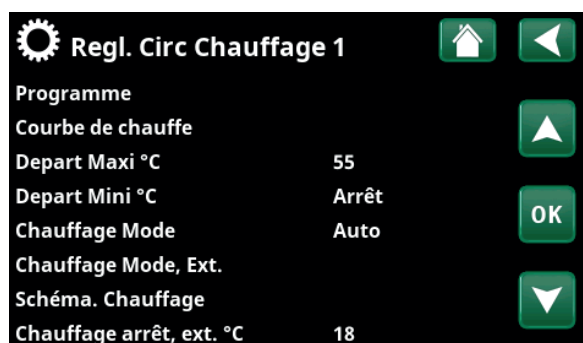 Regl. Circ Chauffage 1
Programme
Courbe de chauffe
Depart Maxi °C 55
Depart Mini °C Arrêt
Chauffage Mode Auto
OK
Chauffage Mode, Ext.
Schéma. Chauffage
Chauffage arrêt, ext. °C 18